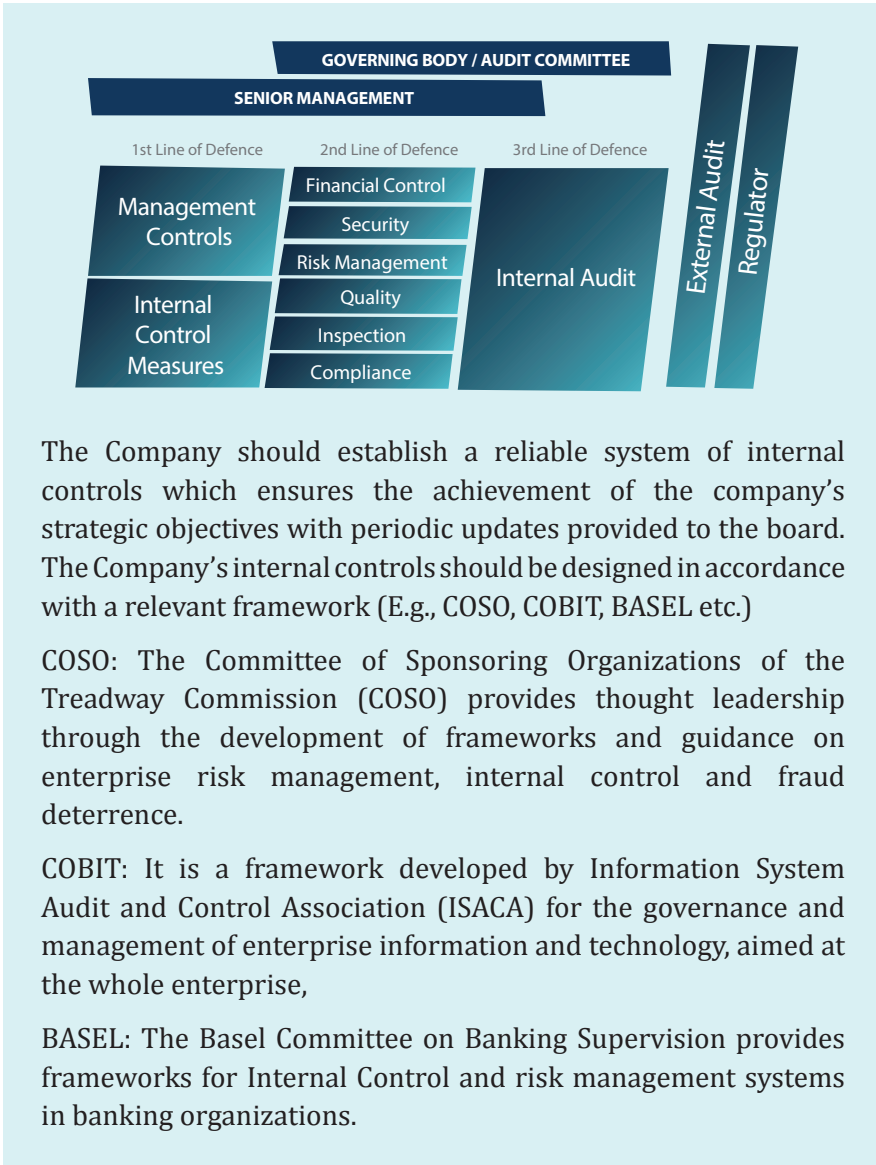 GOVERNING BODY / AUDIT COMMITTEE
SENIOR MANAGEMENT
1st Line of Defence
2nd Line of Defence
3rd Line of Defence
Management
Controls
Internal
Control
Measures
Financial Control
Security
Risk Management
Quality
Inspection
Compliance
Internal Audit
External Audit
Regulator
The Company should establish a reliable system of internal
controls which ensures the achievement of the company’s
strategic objectives with periodic updates provided to the board.
The Company’s internal controls should be designed in accordance
with a relevant framework (E.g., COSO, COBIT, BASEL etc.)
COSO: The Committee of Sponsoring Organizations of the
Treadway Commission (COSO) provides thought leadership
through the development of frameworks and guidance on
enterprise risk management, internal control and fraud
deterrence.
COBIT: It is a framework developed by Information System
Audit and Control Association (ISACA) for the governance and
management of enterprise information and technology, aimed at
the whole enterprise,
BASEL: The Basel Committee on Banking Supervision provides
frameworks for Internal Control and risk management systems
in banking organizations.